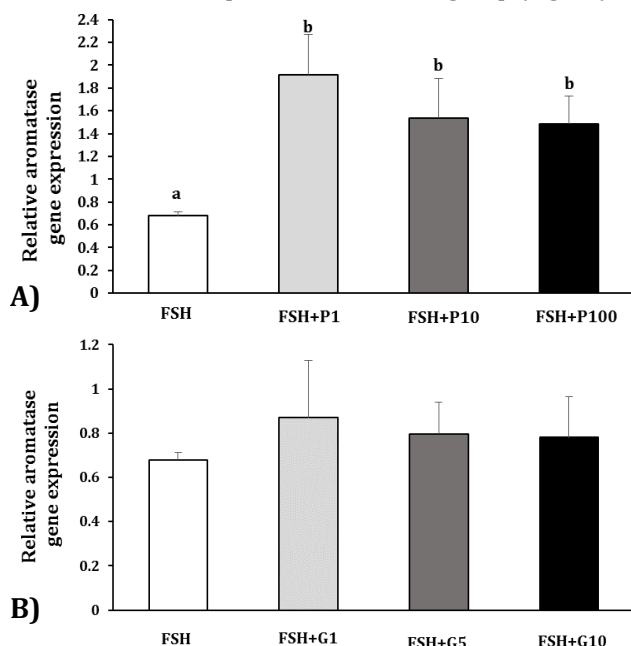 A)
Relative aromatase
gene expression
2.4
2.2
2
1.8
1.6
1.4
1.2
1
0.8
0.6
0.4
0.2
0
a
b
b
b
FSH
FSH+P1
FSH+P10
FSH+P100
B)
Relative aromatase
gene expression
1.2
1
0.8
0.6
0.4
0.2
0
FSH
FSH+G1
FSH+G5
FSH+G10